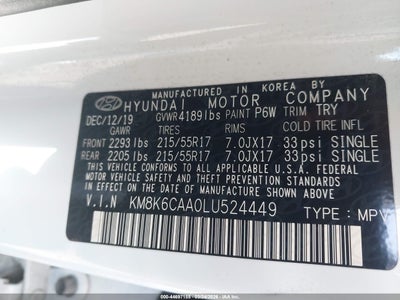 MANUFACTURED IN KOREA BY
HYUNDAI MOTOR COMPANY
DEC/12/19 GVWR4189lbs PAINT P6W TRIM TRY
GAWR TIRES RIMS COLD TIRE INFL
FRONT 2293lbs 215/55R17 7.0JX17 33psi SINGLE
REAR 2205lbs 215/55R17 7.0JX17 33psi SINGLE
THIS VEHICLE CONFORMS TO ALL APPLICABLE U.S.A. FEDERAL
MOTOR VEHICLE SAFETY AND THEFT PREVENTION STANDARDS
IN EFFECT ON THE DATE OF MANUFACTURE SHOWN ABOVE.
V.I.N KM8K6CAA0LU524449 TYPE : MPV